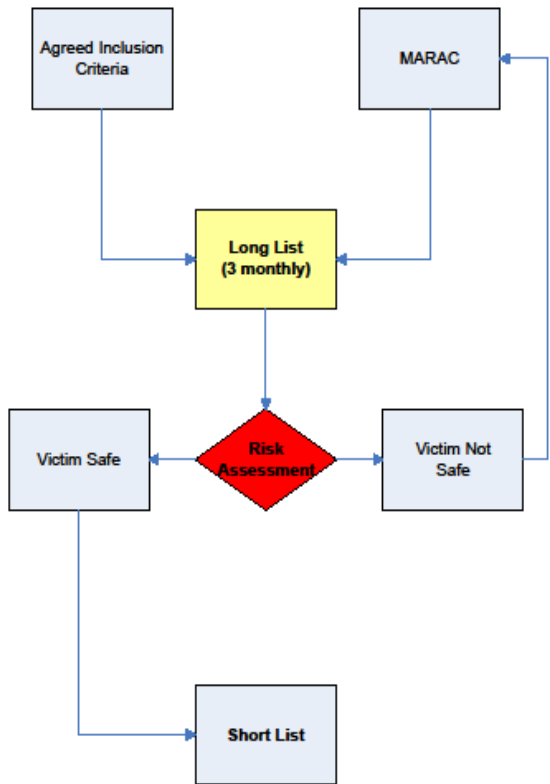 Agreed Inclusion
Criteria
MARAC
Long List
(3 monthly)
Victim Safe
Risk
Assessment
Victim Not
Safe
Short List